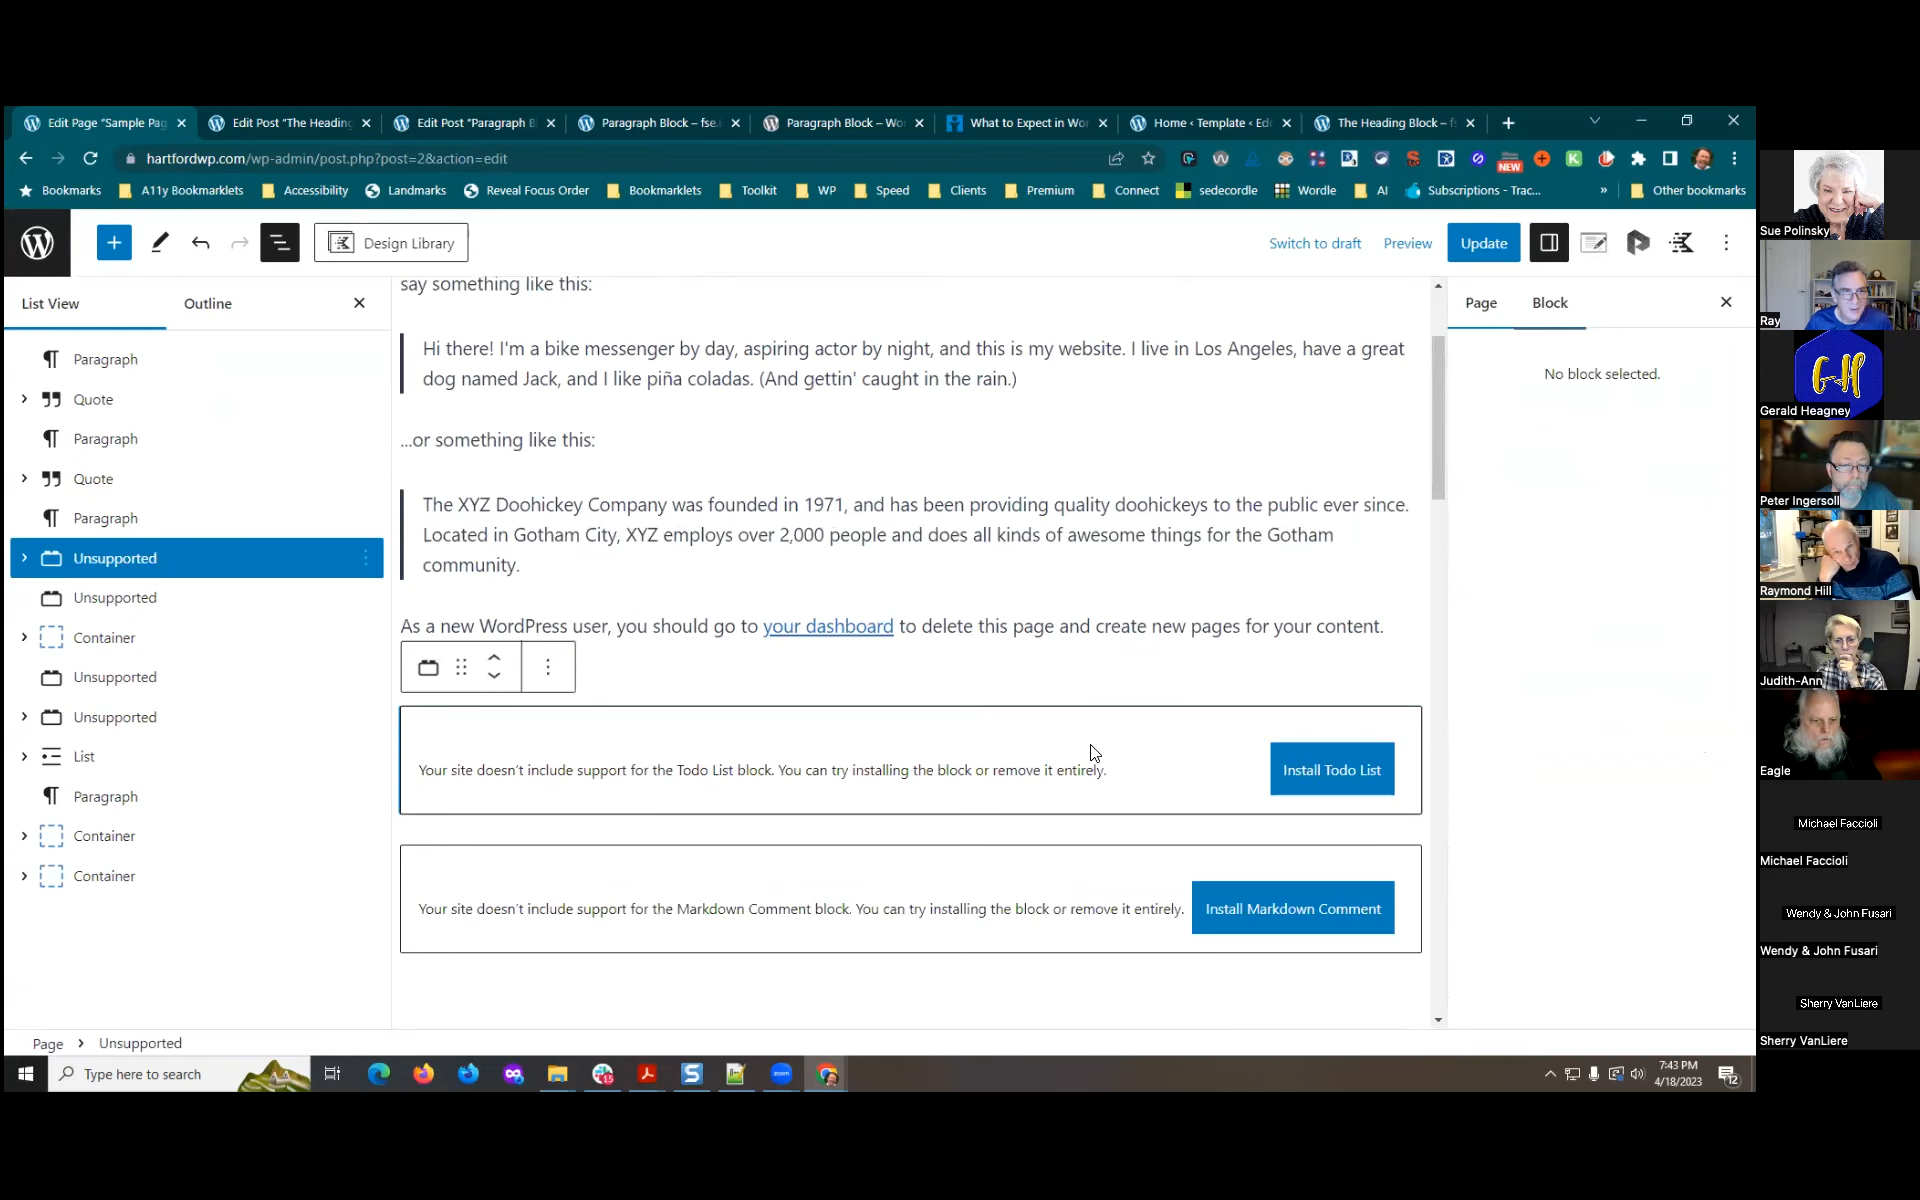 Edit Page "Sample Pag
Edit Post "The Heading
Edit Post "Paragraph B
Paragraph Block – fse.i
Paragraph Block – Wo
What to Expect in Wor
Home ‹ Template ‹ Edi
The Heading Block – f
hartfordwp.com/wp-admin/post.php?post=2&action=edit
NEW
Bookmarks
A11y Bookmarklets
Accessibility
Landmarks
Reveal Focus Order
Bookmarklets
Toolkit
WP
Speed
Clients
Premium
Connect
sedecordle
Wordle
AI
Subscriptions - Trac...
»
Other bookmarks
Design Library
Switch to draft
Preview
Update
List View
Outline
Paragraph
Quote
Paragraph
Quote
Paragraph
Unsupported
Unsupported
Container
Unsupported
Unsupported
List
Paragraph
Container
Container
say something like this:
Hi there! I'm a bike messenger by day, aspiring actor by night, and this is my website. I live in Los Angeles, have a great
dog named Jack, and I like piña coladas. (And gettin' caught in the rain.)
...or something like this:
The XYZ Doohickey Company was founded in 1971, and has been providing quality doohickeys to the public ever since.
Located in Gotham City, XYZ employs over 2,000 people and does all kinds of awesome things for the Gotham
community.
As a new WordPress user, you should go to your dashboard to delete this page and create new pages for your content.
Your site doesn't include support for the Todo List block. You can try installing the block or remove it entirely.
Install Todo List
Your site doesn't include support for the Markdown Comment block. You can try installing the block or remove it entirely.
Install Markdown Comment
Page
Block
No block selected.
Page > Unsupported
Type here to search
15
zoom
7:43 PM
4/18/2023
12
Sue Polinsky
Ray
GH
Gerald Heagney
Peter Ingersoll
Raymond Hill
Judith-Ann
Eagle
Michael Faccioli
Michael Faccioli
Wendy & John Fusari
Wendy & John Fusari
Sherry VanLiere
Sherry VanLiere